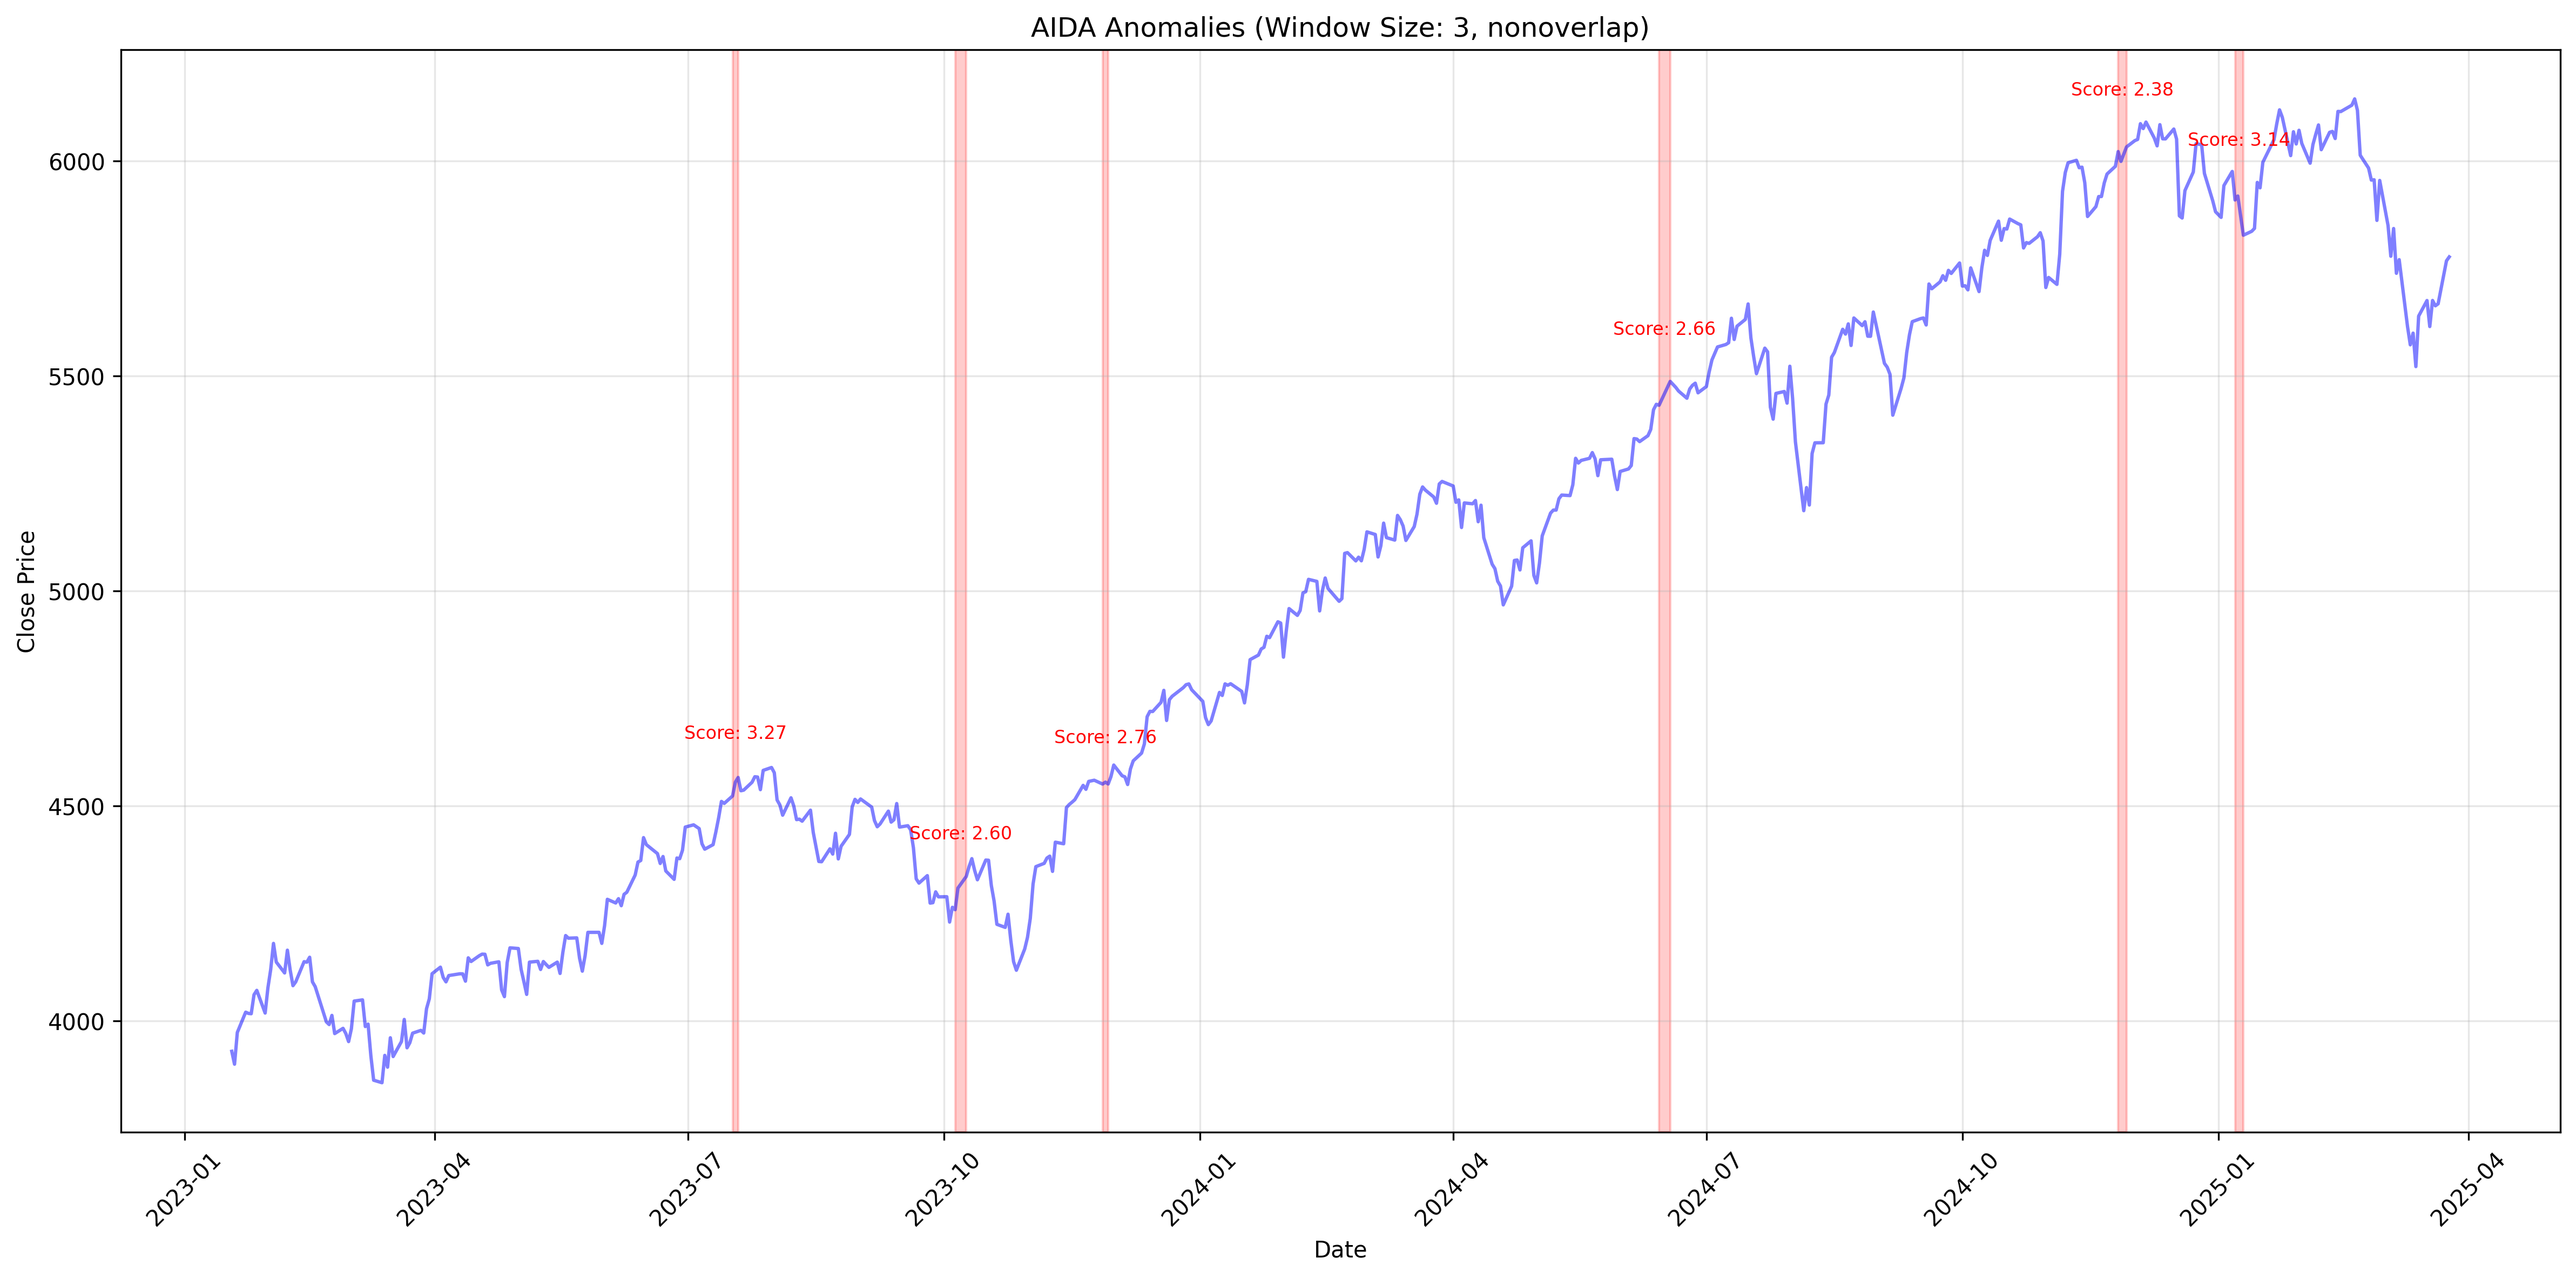 AIDA Anomalies (Window Size: 3, nonoverlap)
Score: 2.38
Score: 3.14
6000
Score: 2.66
5500
Close Price
5000
Score: 3.27
Score: 2.76
4500
Score: 2.60
4000
2023-01
2023-04
2023-07
2023-10
2024-01
2024-04
2024-07
2024-10
2025-01
2025-04
Date